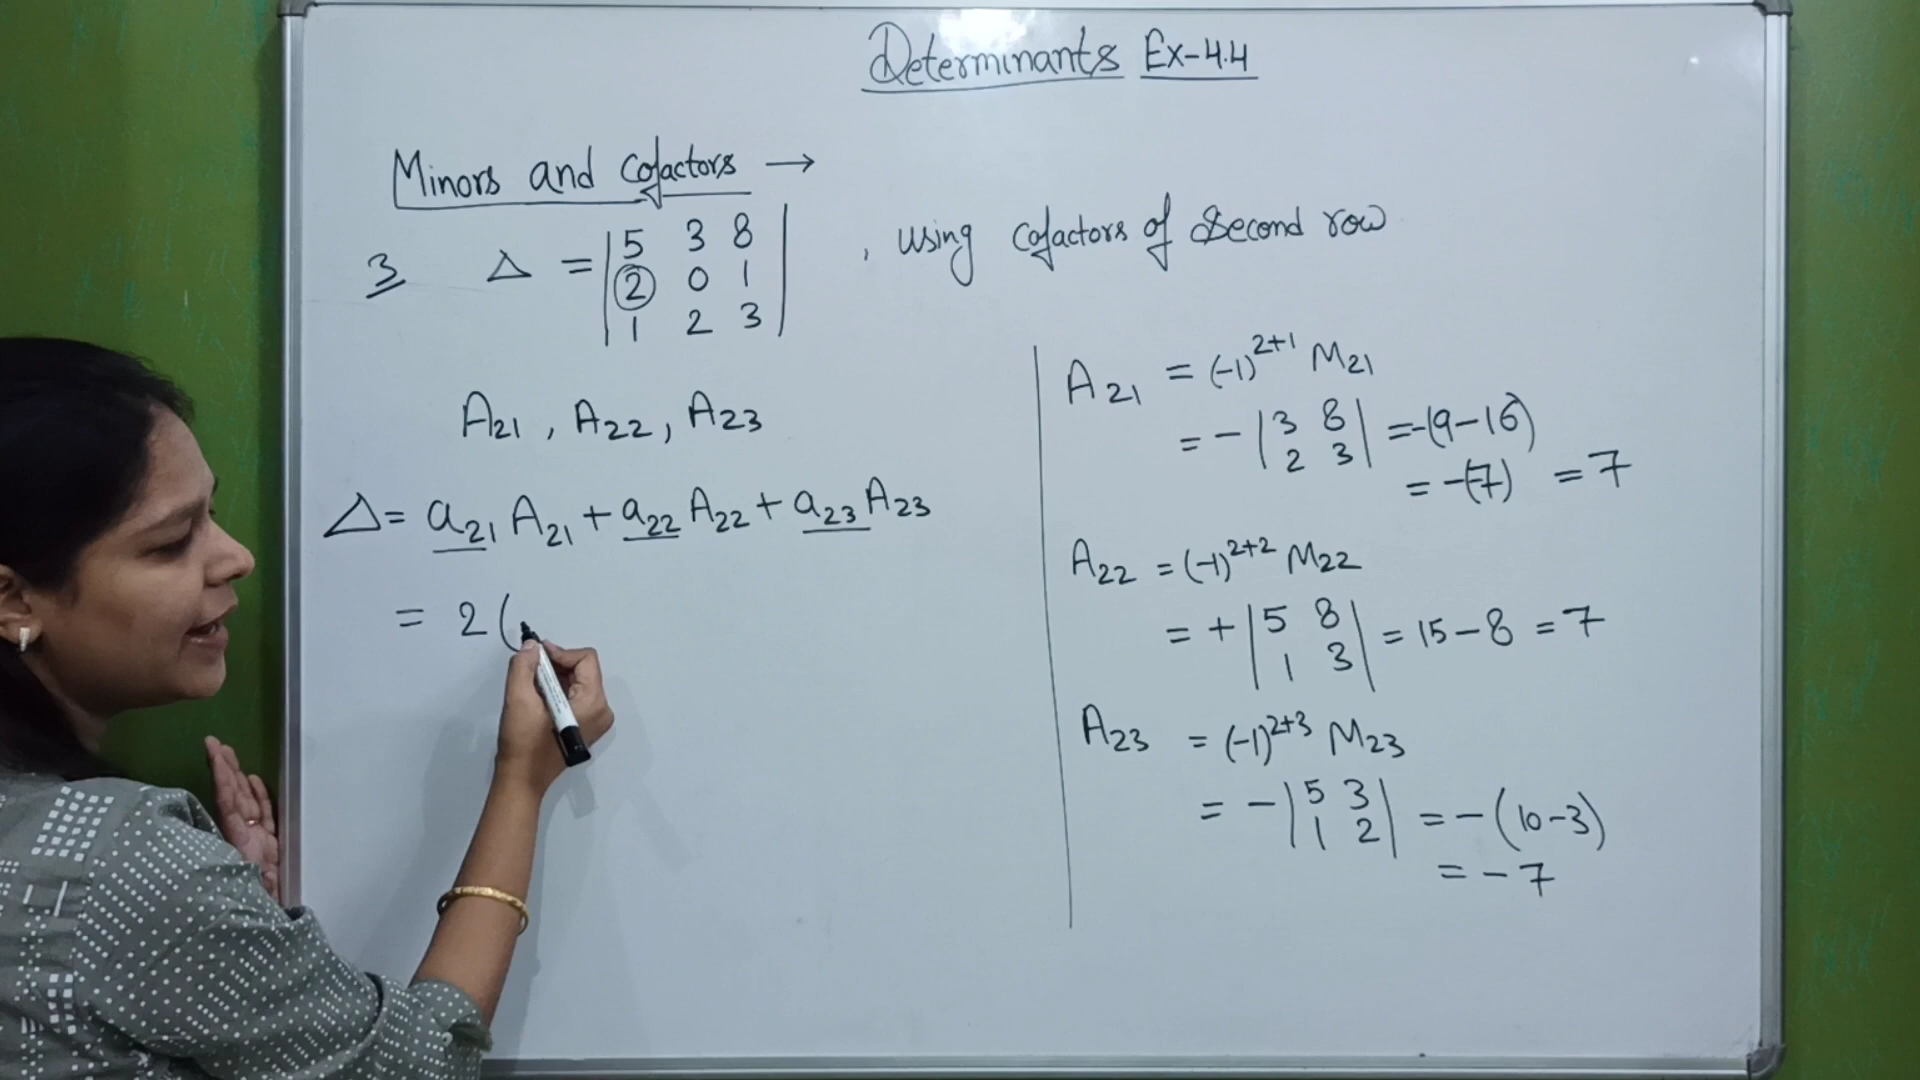 Determinants Ex-4.4
Minors and Cofactors →
3 Δ = |5 3 8|
|2 0 1|
|1 2 3|
, using Cofactors of Second row
A21 , A22 , A23
Δ = a21 A21 + a22 A22 + a23 A23
= 2 (
A21 = (-1)^2+1 M21
= - |3 8| = -(9-16)
|2 3|
= -(-7) = 7
A22 = (-1)^2+2 M22
= + |5 8| = 15 - 8 = 7
|1 3|
A23 = (-1)^2+3 M23
= - |5 3| = - (10-3)
|1 2|
= - 7